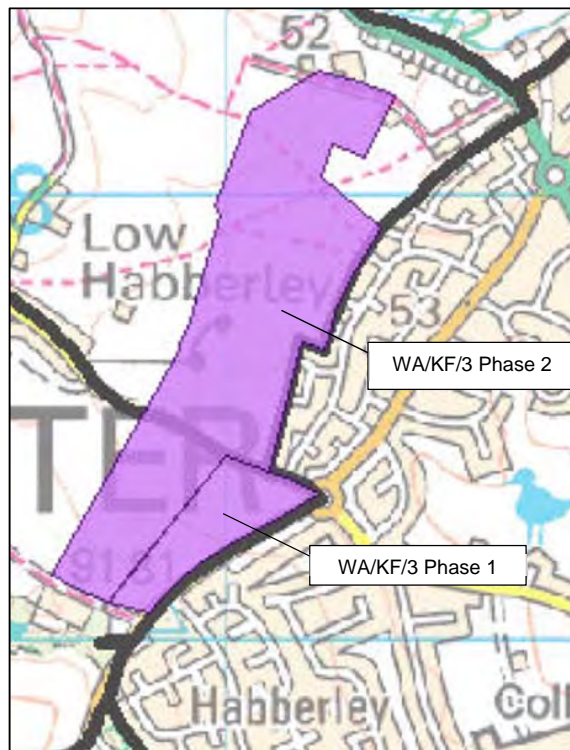 52
Low
Habberley
53
WA/KF/3 Phase 2
TER
WA/KF/3 Phase 1
Habberley
Coll